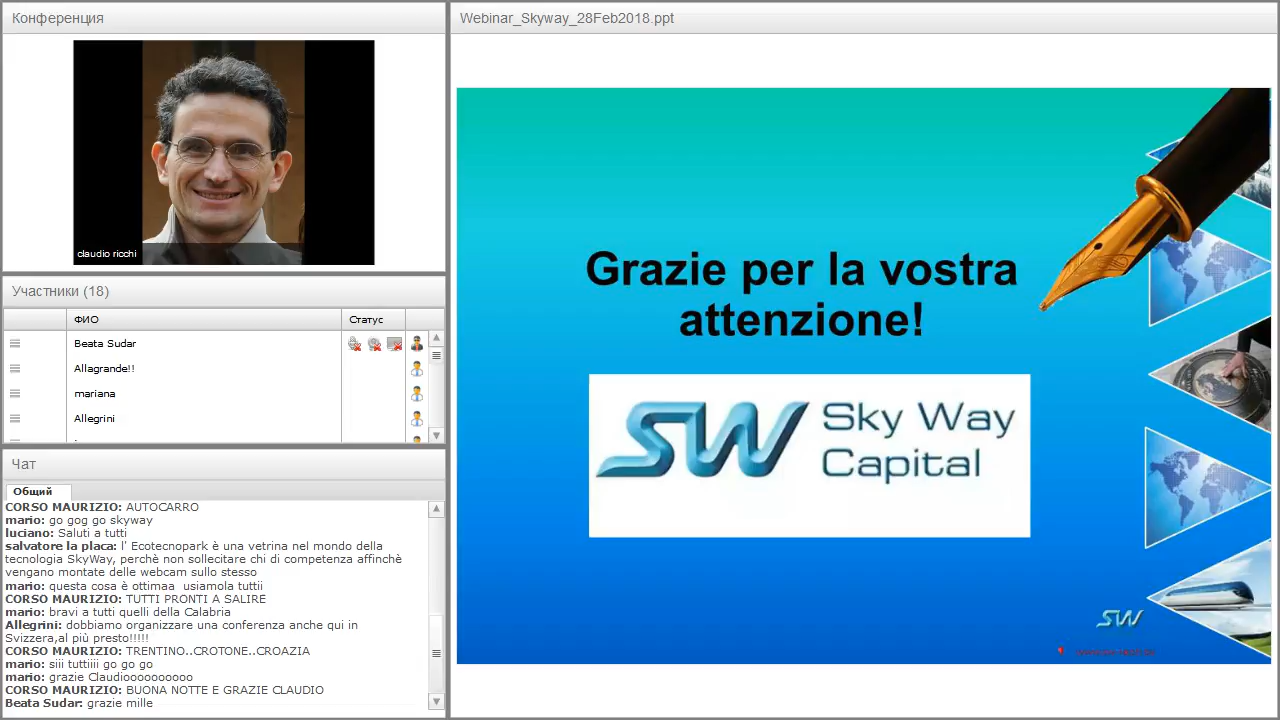 Конференция
claudio ricchi
Участники (18)
ФИО
Статус
Beata Sudar
Allagrande!!
mariana
Allegrini
Чат
Общий
CORSO MAURIZIO: AUTOCARRO
mario: go gog go skyway
luciano: Saluti a tutti
salvatore la placa: l' Ecotecnopark è una vetrina nel mondo della
tecnologia SkyWay, perchè non sollecitare chi di competenza affinchè
vengano montate delle webcam sullo stesso
mario: questa cosa è ottimaa  usiamola tuttii
CORSO MAURIZIO: TUTTI PRONTI A SALIRE
mario: bravi a tutti quelli della Calabria
Allegrini: dobbiamo organizzare una conferenza anche qui in
Svizzera,al più presto!!!!!
CORSO MAURIZIO: TRENTINO..CROTONE..CROAZIA
mario: siii tuttiiii go go go
mario: grazie Claudioooooooooo
CORSO MAURIZIO: BUONA NOTTE E GRAZIE CLAUDIO
Beata Sudar: grazie mille
Webinar_Skyway_28Feb2018.ppt
Grazie per la vostra
attenzione!
SW
Sky Way
Capital
SW